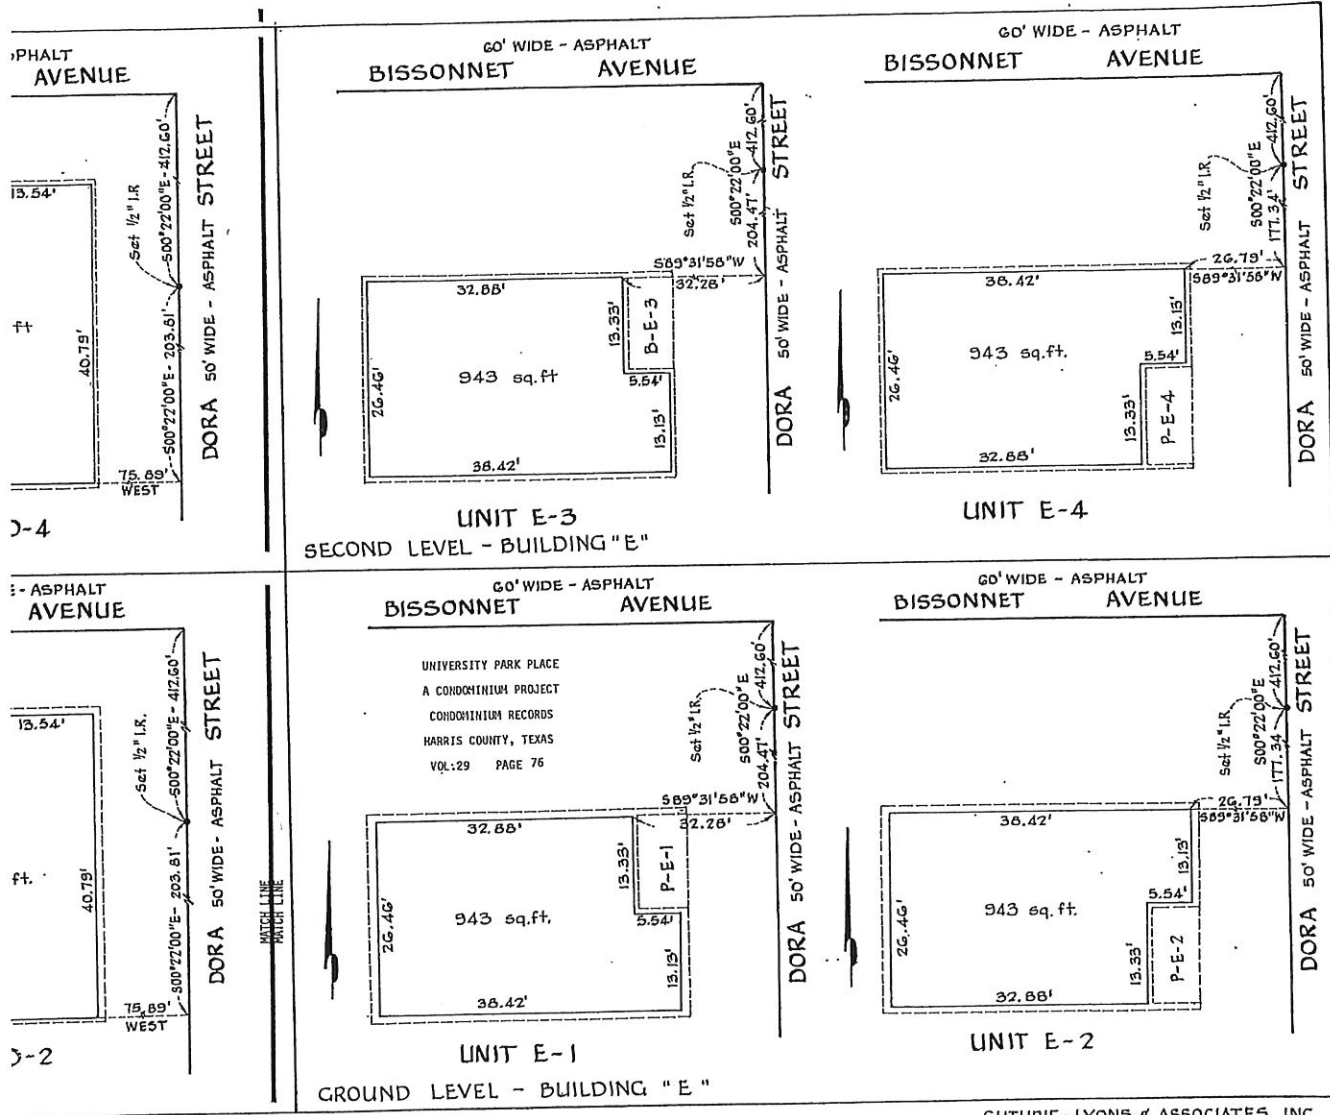 PHALT
AVENUE
13.54'
Set 1/2" I.R
S00°22'00"E - 412.60'
DORA 50' WIDE - ASPHALT STREET
ft
40.79'
S00°22'00"E - 203.81'
75.89'
WEST
D-4
60' WIDE - ASPHALT
BISSONNET AVENUE
412.60'
Set 1/2" I.R.
S00°22'00"E
204.47'
DORA 50' WIDE - ASPHALT STREET
S89°31'58"W
32.28'
32.88'
13.33'
B-E-3
26.46'
943 sq.ft
5.54'
13.13'
38.42'
UNIT E-3
SECOND LEVEL - BUILDING "E"
60' WIDE - ASPHALT
BISSONNET AVENUE
412.60'
Set 1/2" I.R.
S00°22'00"E
177.34'
DORA 50' WIDE - ASPHALT STREET
26.79'
S89°31'58"W
38.42'
13.13'
26.46'
943 sq.ft.
5.54'
13.33'
P-E-4
32.88'
UNIT E-4
E - ASPHALT
AVENUE
13.54'
Set 1/2" I.R.
S00°22'00"E - 412.60'
DORA 50' WIDE - ASPHALT STREET
ft.
40.79'
S00°22'00"E - 203.81'
75.89'
WEST
D-2
MATCH LINE
MATCH LINE
60' WIDE - ASPHALT
BISSONNET AVENUE
UNIVERSITY PARK PLACE
A CONDOMINIUM PROJECT
CONDOMINIUM RECORDS
HARRIS COUNTY, TEXAS
VOL:29 PAGE 76
412.60'
Set 1/2" I.R.
S00°22'00"E
204.47'
DORA 50' WIDE - ASPHALT STREET
S89°31'58"W
32.28'
32.88'
13.33'
P-E-1
26.46'
943 sq.ft.
5.54'
13.13'
38.42'
UNIT E-1
GROUND LEVEL - BUILDING "E"
60' WIDE - ASPHALT
BISSONNET AVENUE
412.60'
Set 1/2" I.R.
S00°22'00"E
177.34
DORA 50' WIDE - ASPHALT STREET
26.79'
S89°31'58"W
38.42'
13.13'
26.46'
943 sq.ft.
5.54'
13.33'
P-E-2
32.88'
UNIT E-2
GUTHRIE - LYONS & ASSOCIATES, INC.